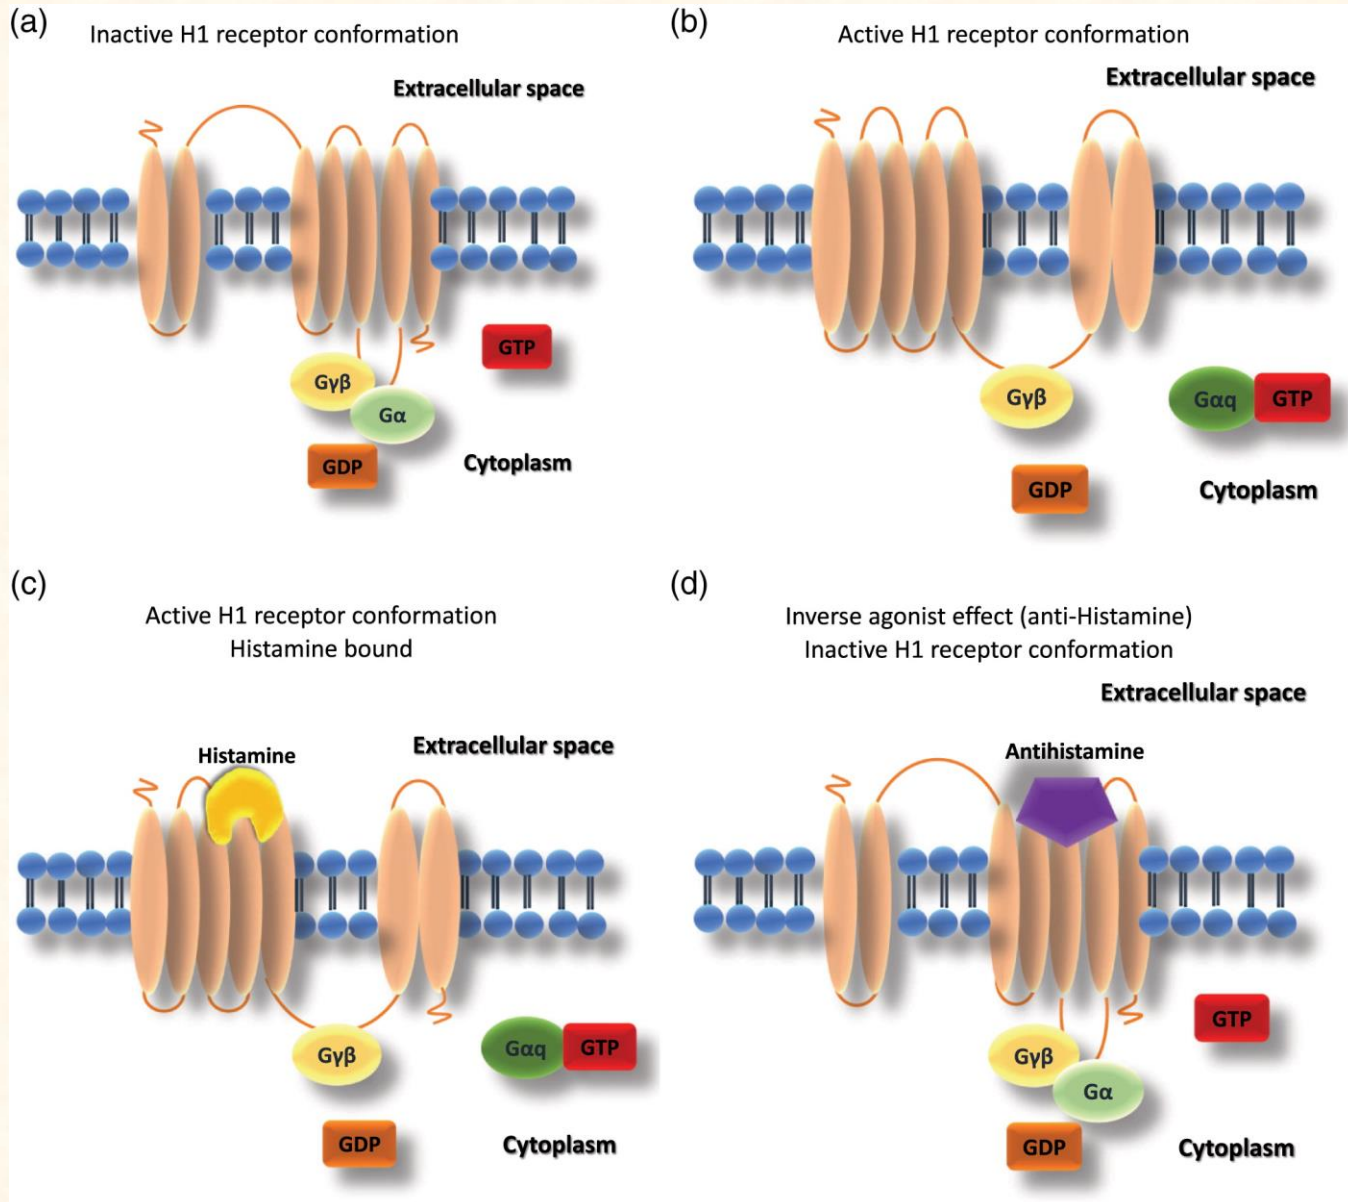 (a)
Inactive H1 receptor conformation
Extracellular space
GTP
Gγβ
Gα
GDP
Cytoplasm
(b)
Active H1 receptor conformation
Extracellular space
Gγβ
Gαq
GTP
GDP
Cytoplasm
(c)
Active H1 receptor conformation
Histamine bound
Histamine
Extracellular space
Gγβ
Gαq
GTP
GDP
Cytoplasm
(d)
Inverse agonist effect (anti-Histamine)
Inactive H1 receptor conformation
Extracellular space
Antihistamine
GTP
Gγβ
Gα
GDP
Cytoplasm